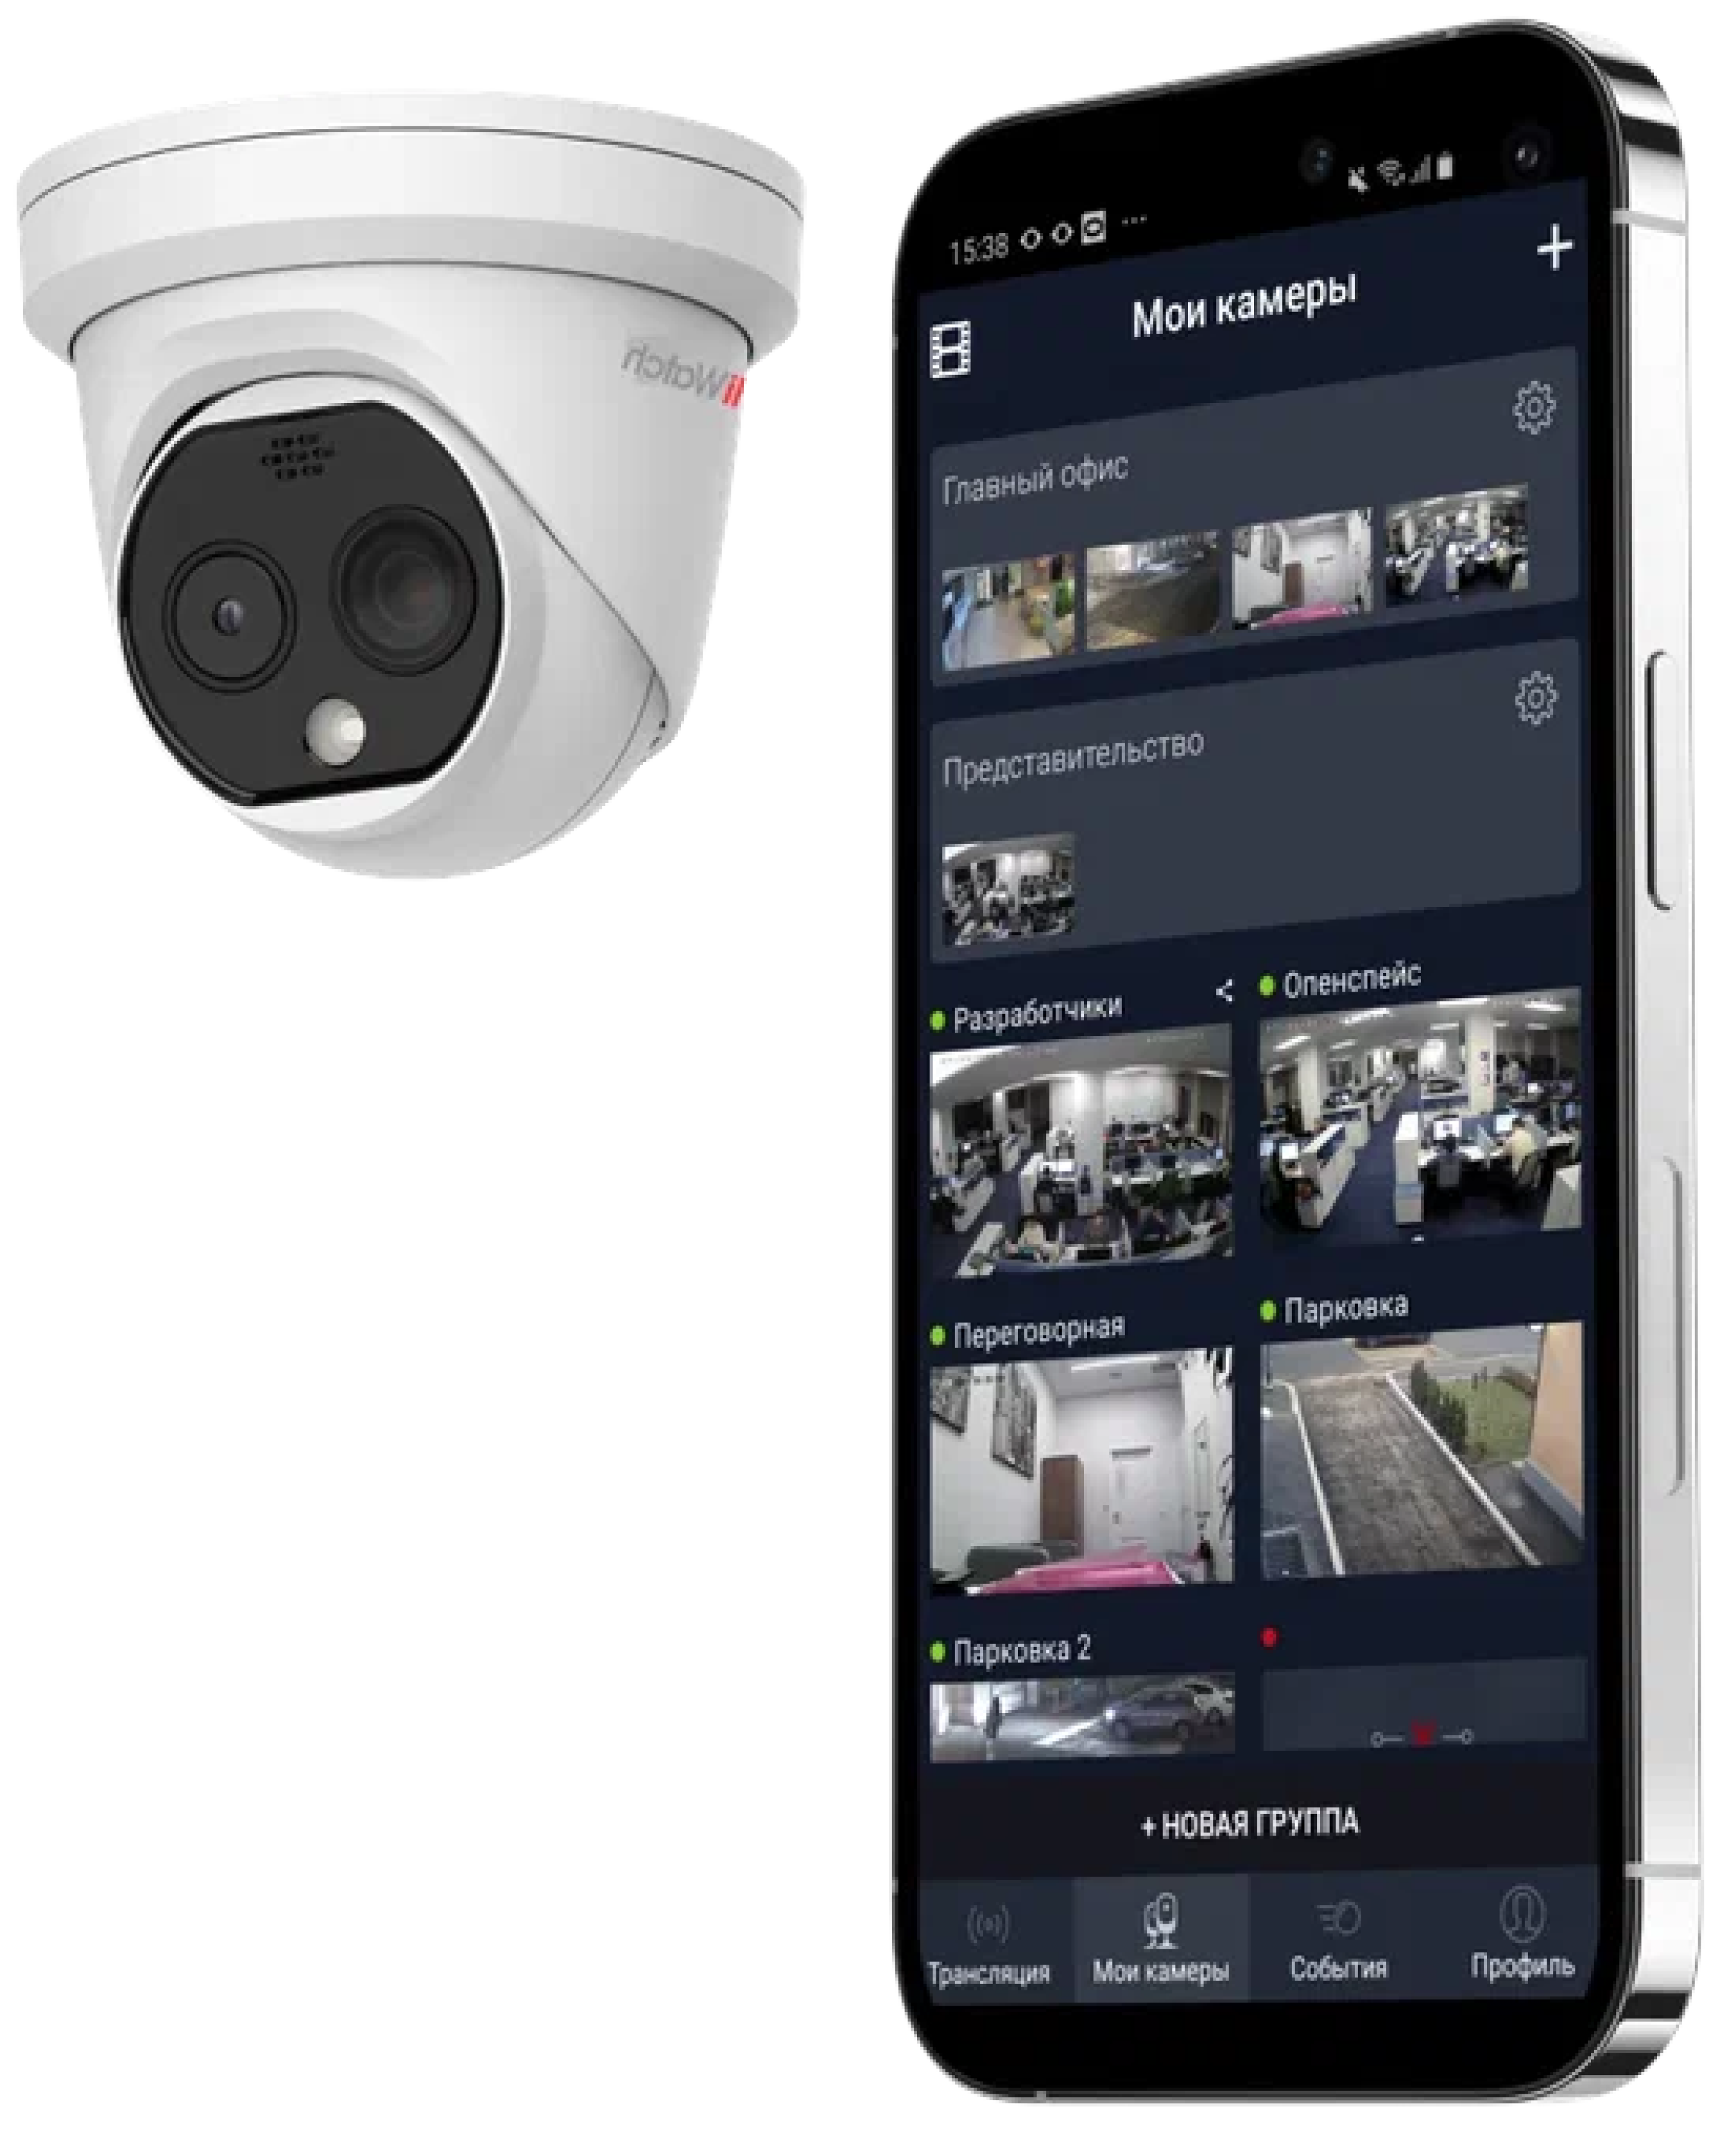 HiWatch
15:38
Мои камеры
Главный офис
Представительство
Разработчики
Опенспейс
Переговорная
Парковка
Парковка 2
+ НОВАЯ ГРУППА
Трансляция
Мои камеры
События
Профиль